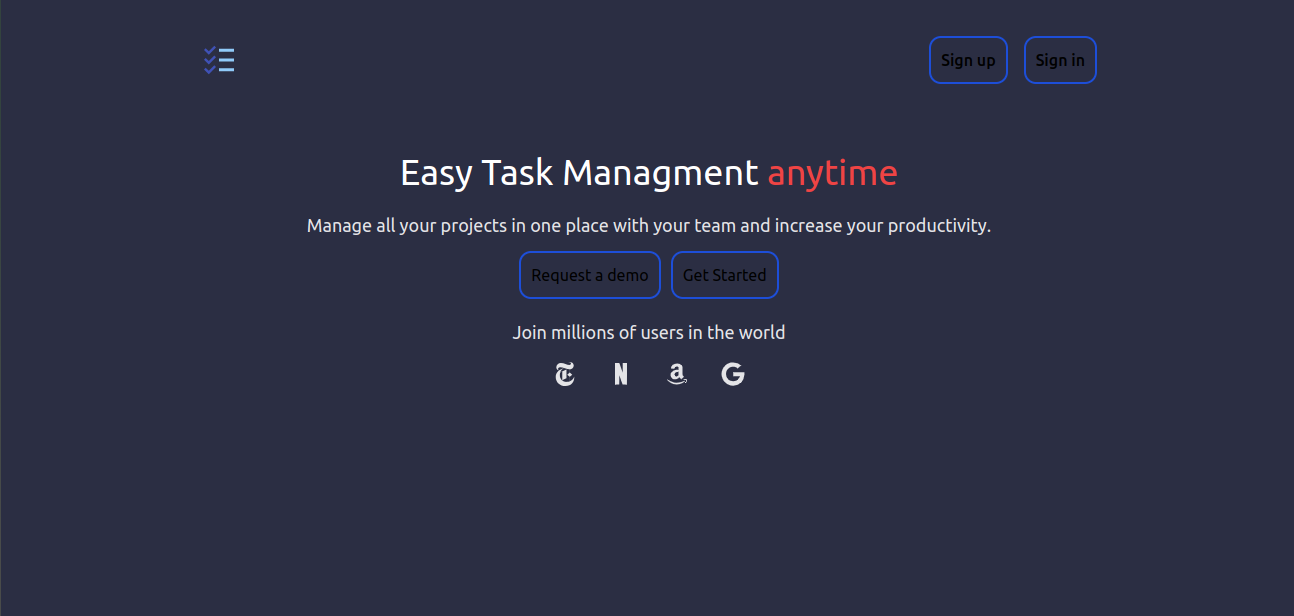 Sign up
Sign in
Easy Task Managment anytime
Manage all your projects in one place with your team and increase your productivity.
Request a demo
Get Started
Join millions of users in the world